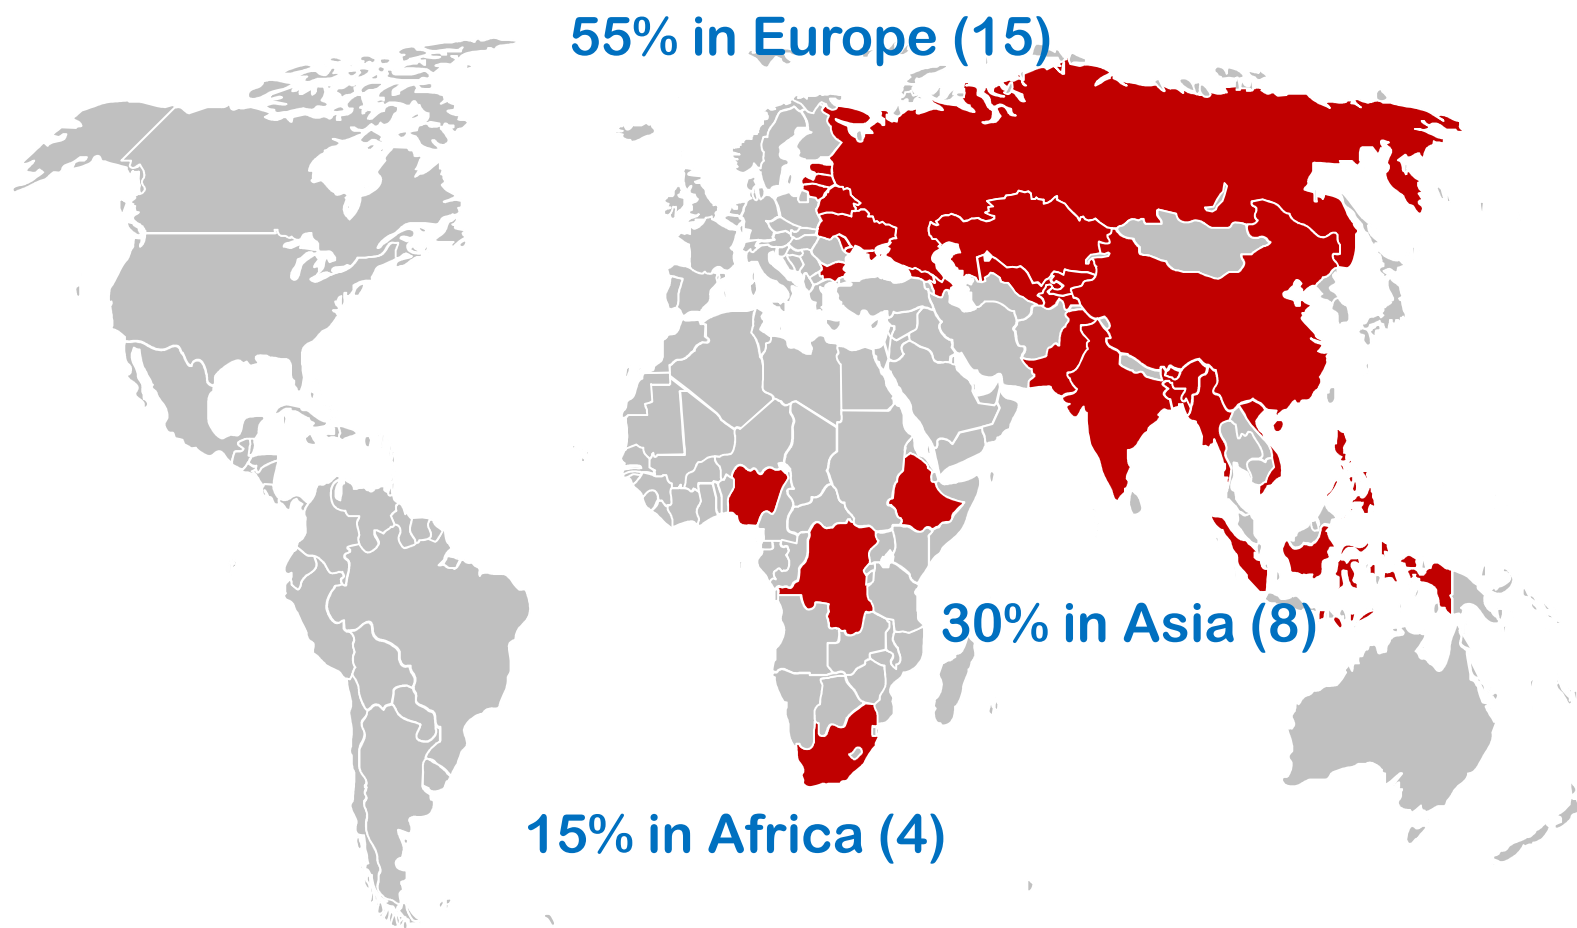 55% in Europe (15)
30% in Asia (8)
15% in Africa (4)